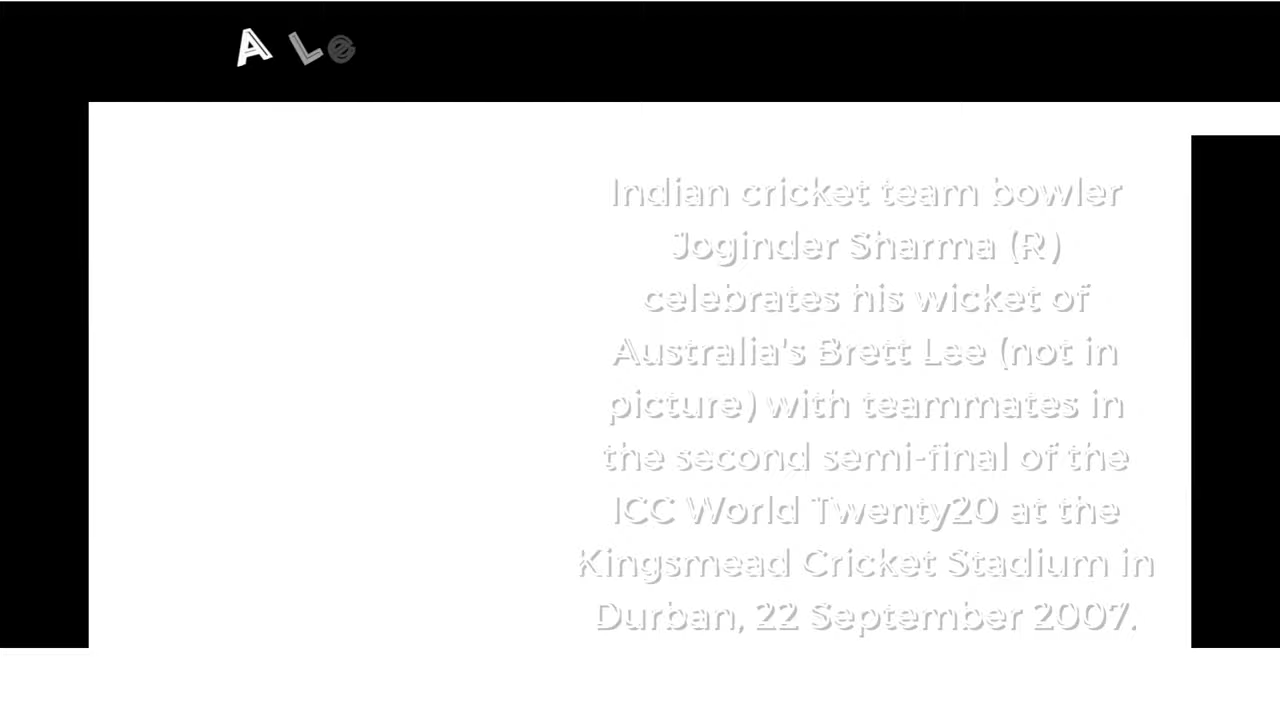 A Le
Indian cricket team bowler
Joginder Sharma (R)
celebrates his wicket of
Australia's Brett Lee (not in
picture) with teammates in
the second semi-final of the
ICC World Twenty20 at the
Kingsmead Cricket Stadium in
Durban, 22 September 2007.